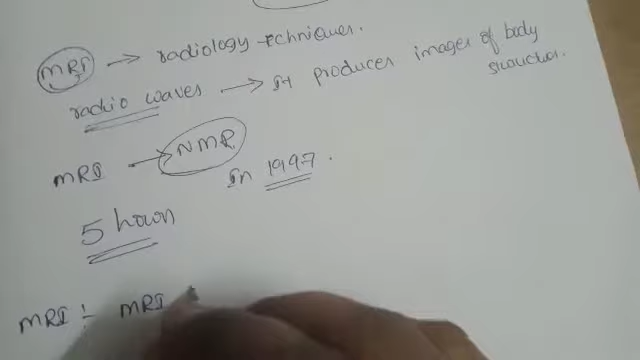 MRI → radiology techniques.
radio waves → It produces images of body
structure.
MRI → NMR.
In 1997.
5 hours
MRI :- MRI